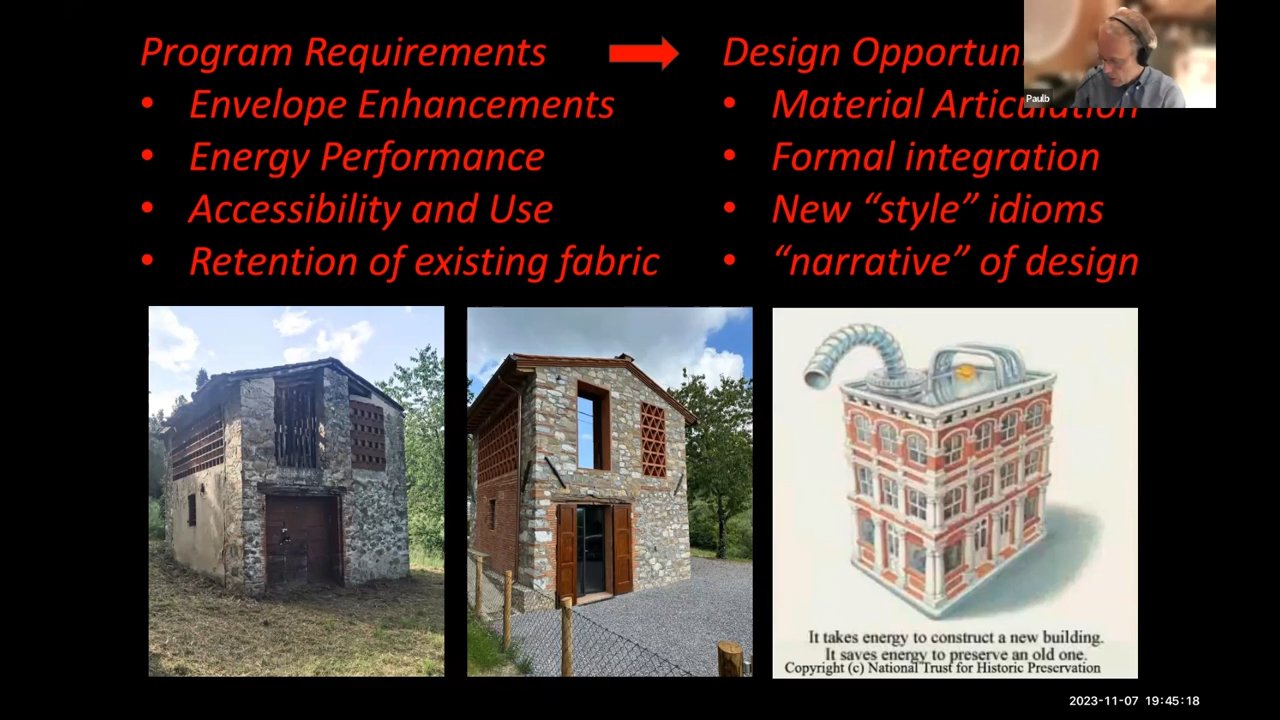 Program Requirements
• Envelope Enhancements
• Energy Performance
• Accessibility and Use
• Retention of existing fabric
Design
• Material
• Formal integration
• New “style” idioms
• “narrative” of design
Paulb
It takes energy to construct a new building.
It saves energy to preserve an old one.
Copyright (c) National Trust for Historic Preservation
2023-11-07 19:45:18